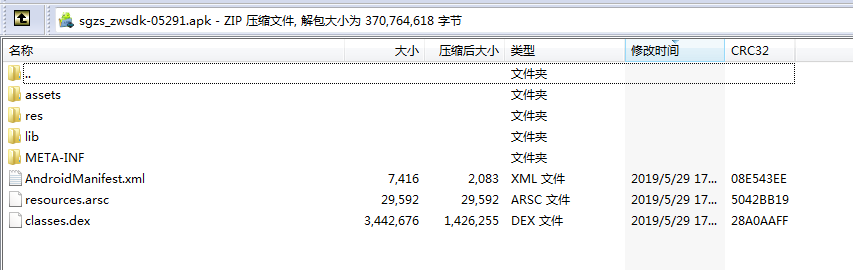 sgzs_zwsdk-05291.apk - ZIP 压缩文件, 解包大小为 370,764,618 字节
名称 大小 压缩后大小 类型 修改时间 CRC32
.. 文件夹
assets 文件夹
res 文件夹
lib 文件夹
META-INF 文件夹
AndroidManifest.xml 7,416 2,083 XML 文件 2019/5/29 17... 08E543EE
resources.arsc 29,592 29,592 ARSC 文件 2019/5/29 17... 5042BB19
classes.dex 3,442,676 1,426,255 DEX 文件 2019/5/29 17... 28A0AAFF